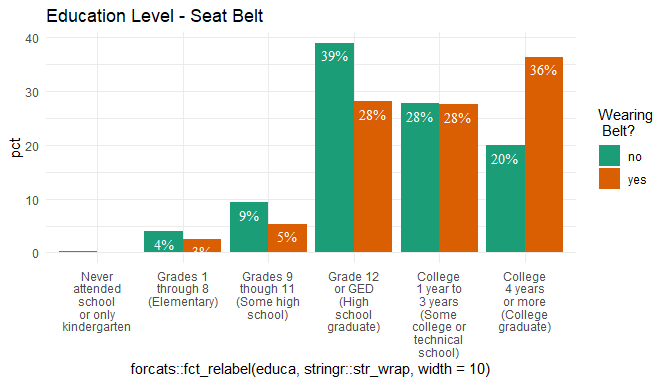 Education Level - Seat Belt
pct
40
30
20
10
0
4%
3%
9%
5%
39%
28%
28%
28%
20%
36%
Wearing
Belt?
no
yes
Never
attended
school
or only
kindergarten
Grades 1
through 8
(Elementary)
Grades 9
though 11
(Some high
school)
Grade 12
or GED
(High
school
graduate)
College
1 year to
3 years
(Some
college or
technical
school)
College
4 years
or more
(College
graduate)
forcats::fct_relabel(educa, stringr::str_wrap, width = 10)